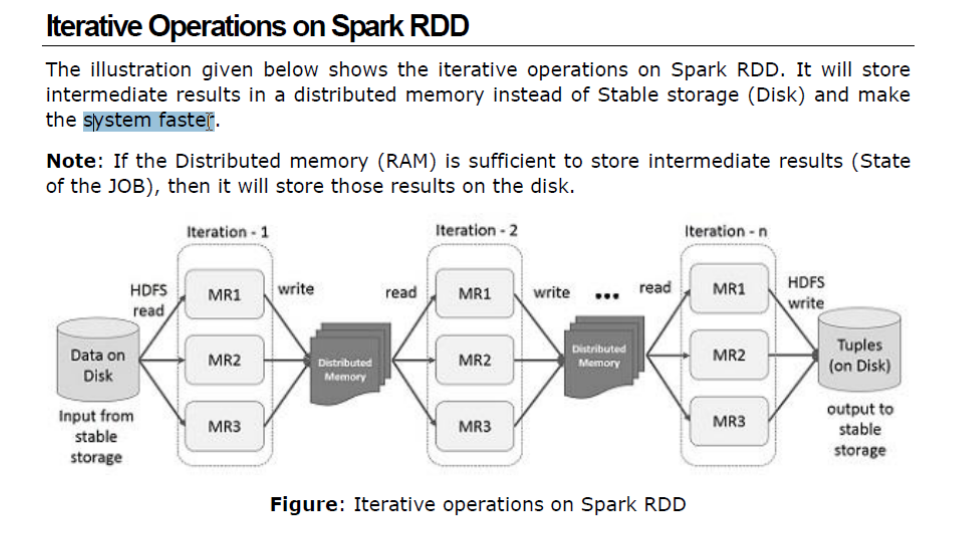 Iterative Operations on Spark RDD
The illustration given below shows the iterative operations on Spark RDD. It will store
intermediate results in a distributed memory instead of Stable storage (Disk) and make
the system faster.
Note: If the Distributed memory (RAM) is sufficient to store intermediate results (State
of the JOB), then it will store those results on the disk.
Iteration - 1
Iteration - 2
Iteration - n
HDFS
read
MR1
MR2
MR3
write
Data on
Disk
Input from
stable
storage
Distributed
Memory
read
MR1
MR2
MR3
write
•••
Distributed
Memory
read
MR1
MR2
MR3
HDFS
write
Tuples
(on Disk)
output to
stable
storage
Figure: Iterative operations on Spark RDD